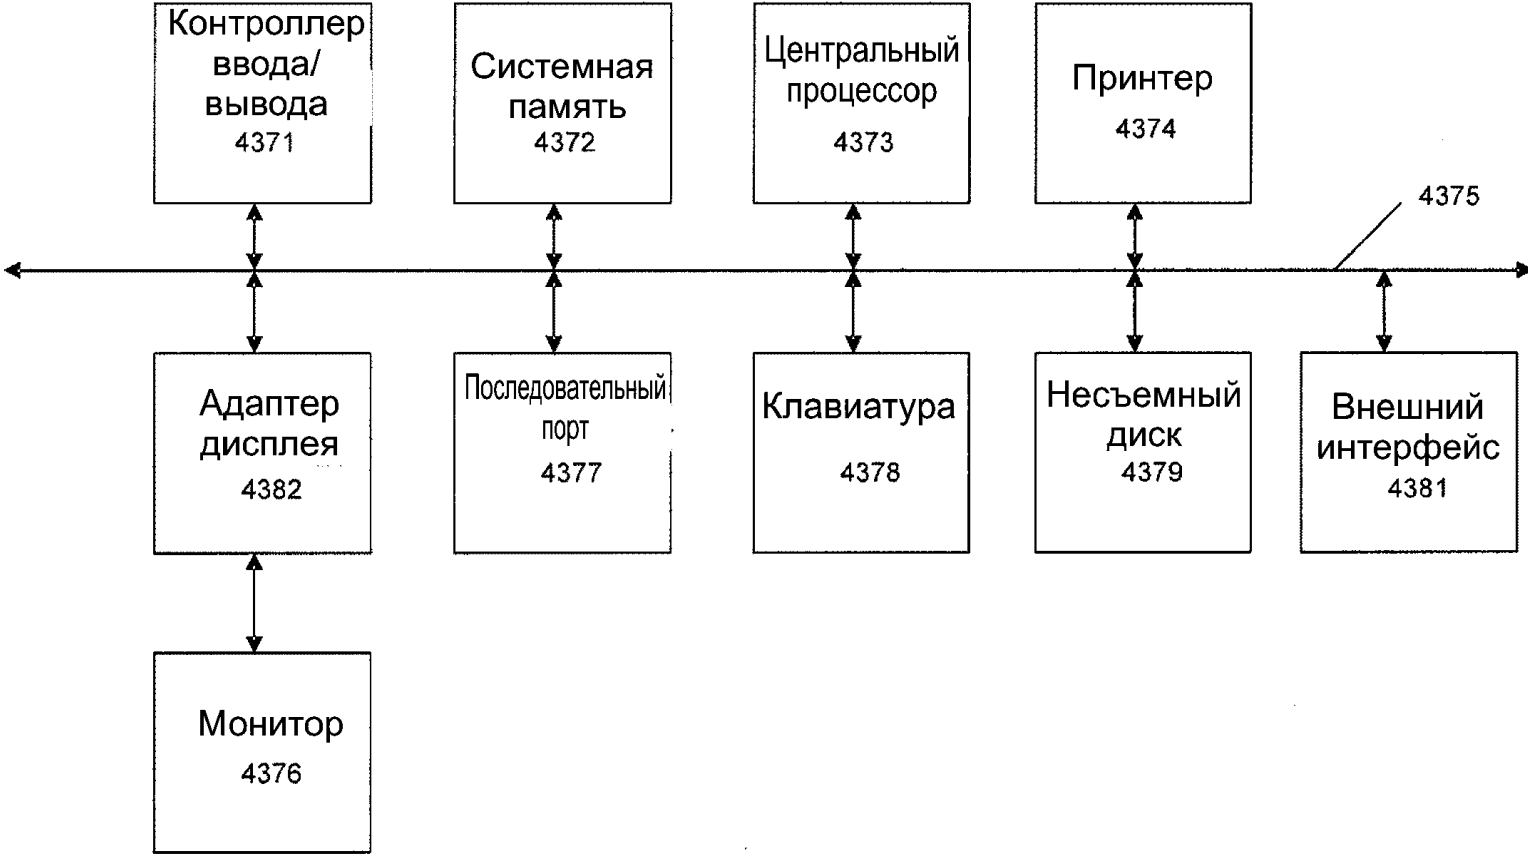 Контроллер
ввода/
вывода
4371
Системная
память
4372
Центральный
процессор
4373
Принтер
4374
4375
Адаптер
дисплея
4382
Последовательный
порт
4377
Клавиатура
4378
Несъемный
диск
4379
Внешний
интерфейс
4381
Монитор
4376